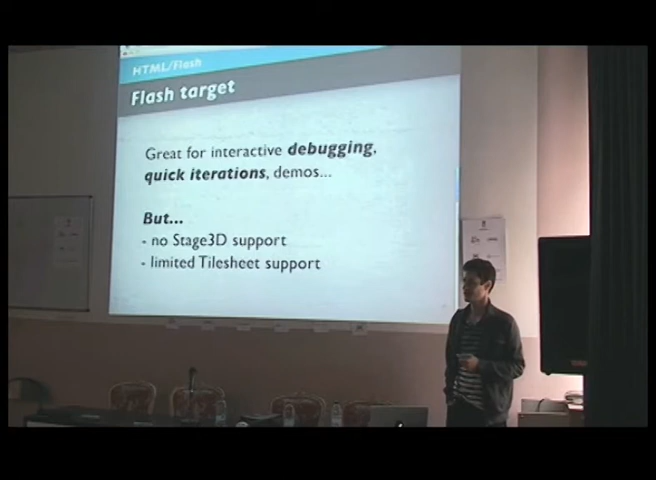 HTML/Flash
Flash target
Great for interactive debugging,
quick iterations, demos...
But...
- no Stage3D support
- limited Tilesheet support